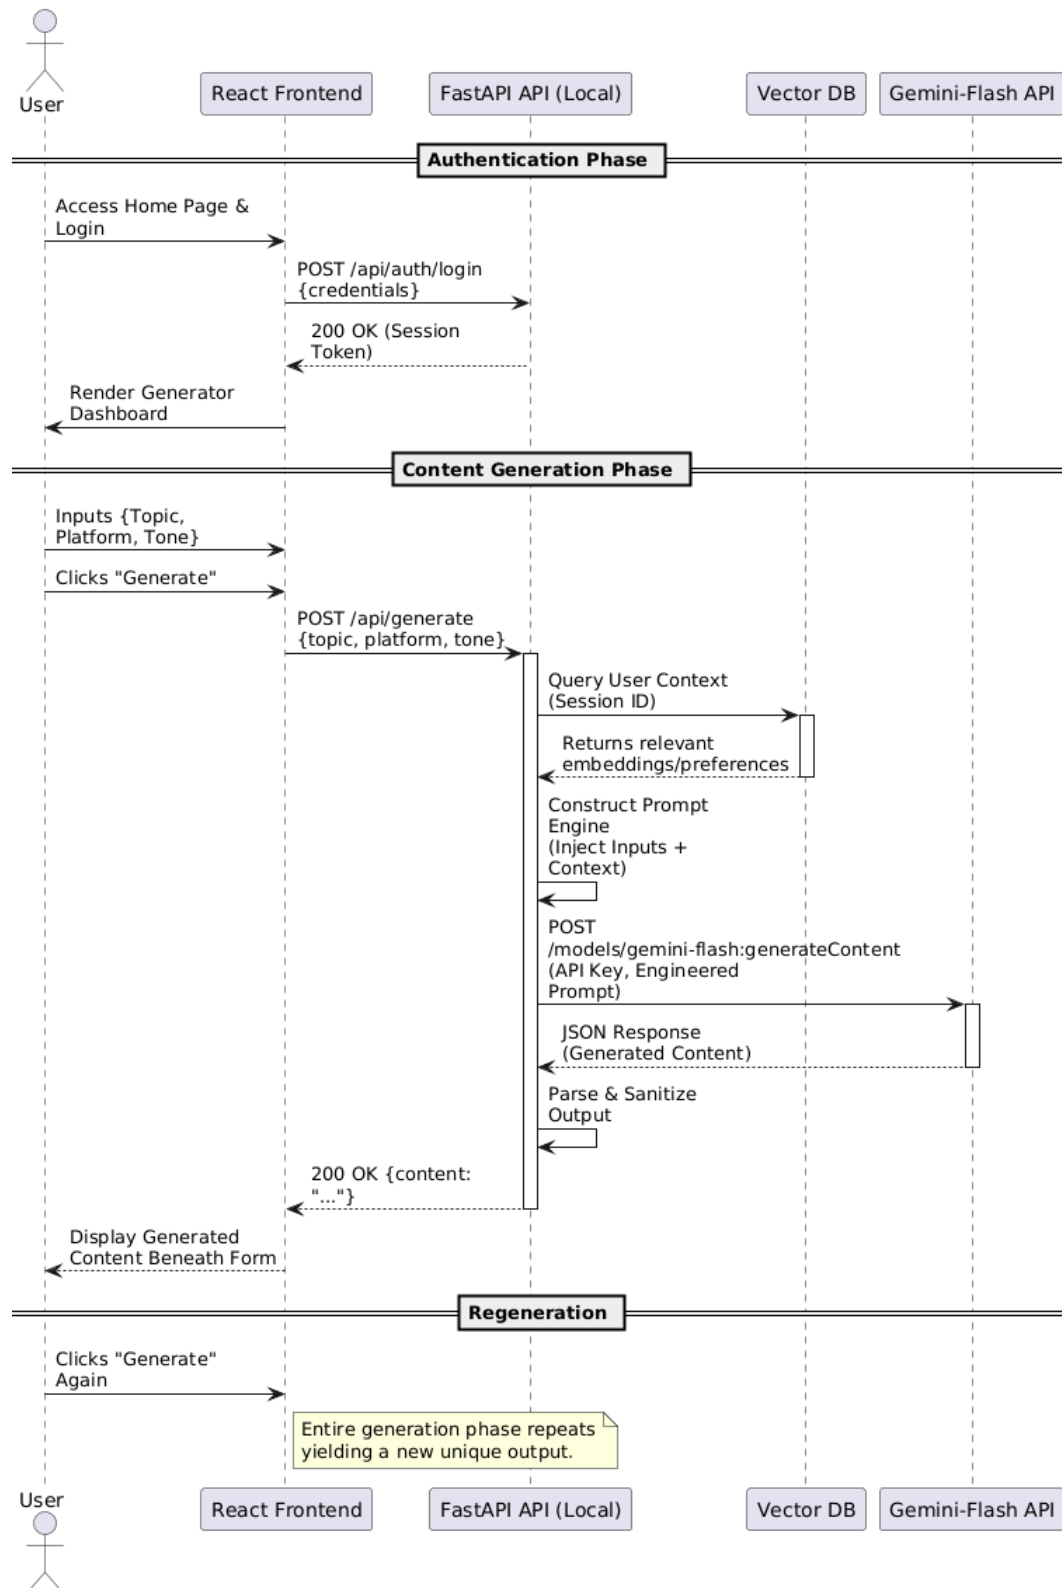 User
React Frontend
FastAPI API (Local)
Vector DB
Gemini-Flash API
Authentication Phase
Access Home Page &
Login
POST /api/auth/login
{credentials}
200 OK (Session
Token)
Render Generator
Dashboard
Content Generation Phase
Inputs {Topic,
Platform, Tone}
Clicks "Generate"
POST /api/generate
{topic, platform, tone}
Query User Context
(Session ID)
Returns relevant
embeddings/preferences
Construct Prompt
Engine
(Inject Inputs +
Context)
POST
/models/gemini-flash:generateContent
(API Key, Engineered
Prompt)
JSON Response
(Generated Content)
Parse & Sanitize
Output
200 OK {content:
"..."}
Display Generated
Content Beneath Form
Regeneration
Clicks "Generate"
Again
Entire generation phase repeats
yielding a new unique output.
User
React Frontend
FastAPI API (Local)
Vector DB
Gemini-Flash API